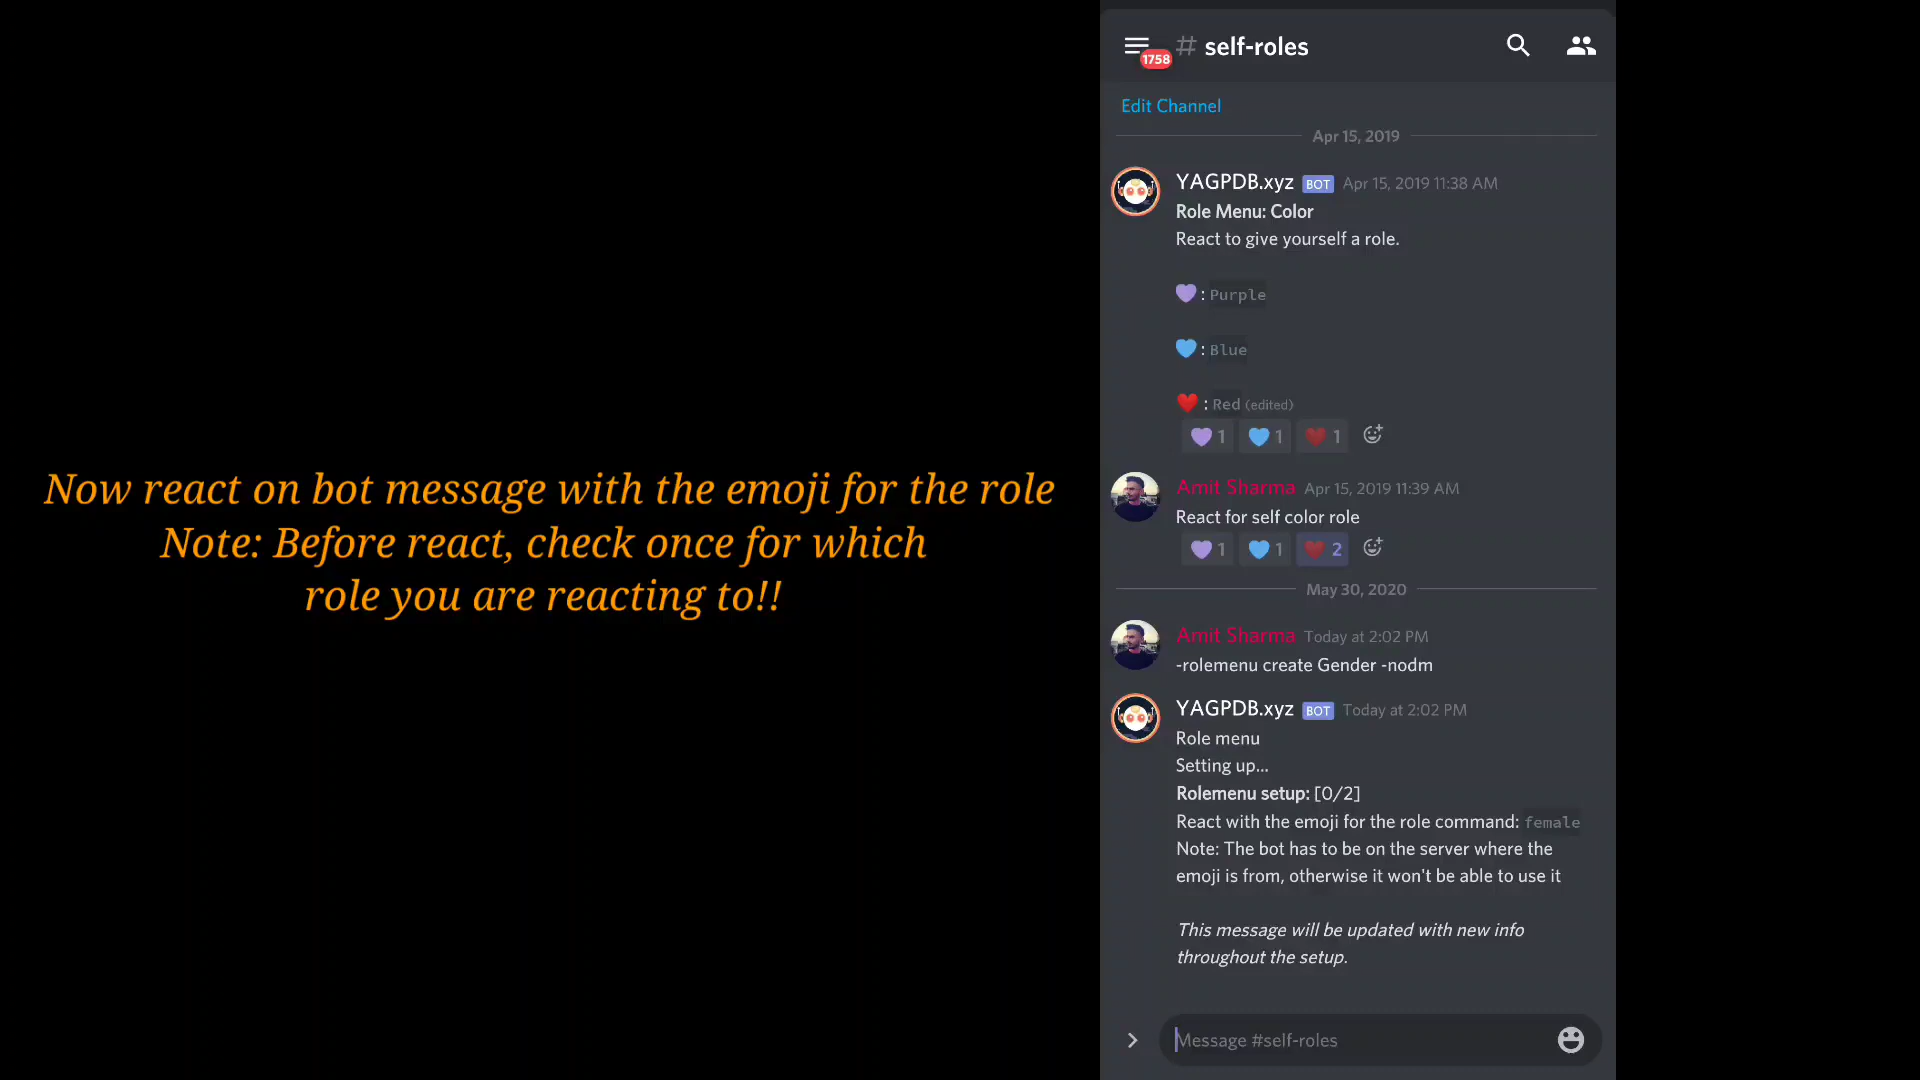 Now react on bot message with the emoji for the role
Note: Before react, check once for which
role you are reacting to!!
1758
# self-roles
Edit Channel
Apr 15, 2019
YAGPDB.xyz BOT Apr 15, 2019 11:38 AM
Role Menu: Color
React to give yourself a role.
💜 : Purple
💙 : Blue
❤️ : Red (edited)
💜 1 💙 1 ❤️ 1
Amit Sharma Apr 15, 2019 11:39 AM
React for self color role
💜 1 💙 1 ❤️ 2
May 30, 2020
Amit Sharma Today at 2:02 PM
-rolemenu create Gender -nodm
YAGPDB.xyz BOT Today at 2:02 PM
Role menu
Setting up...
Rolemenu setup: [0/2]
React with the emoji for the role command: female
Note: The bot has to be on the server where the
emoji is from, otherwise it won't be able to use it
This message will be updated with new info
throughout the setup.
Message #self-roles